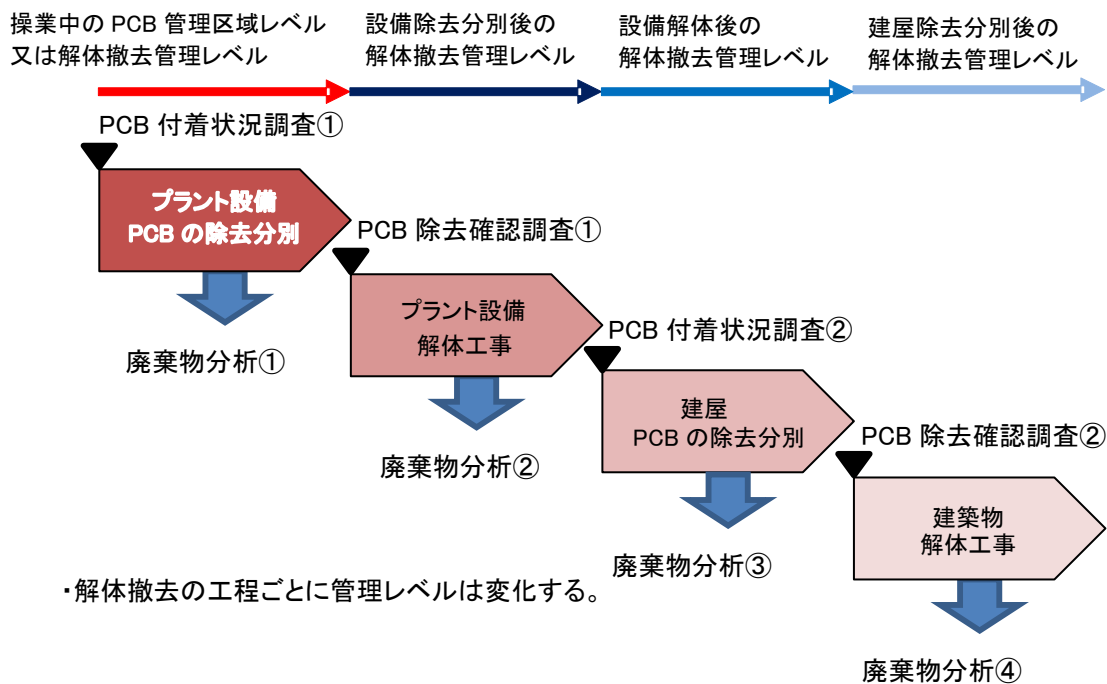 操業中の PCB 管理区域レベル
又は解体撤去管理レベル
設備除去分別後の
解体撤去管理レベル
設備解体後の
解体撤去管理レベル
建屋除去分別後の
解体撤去管理レベル
PCB 付着状況調査①
プラント設備
PCB の除去分別
廃棄物分析①
PCB 除去確認調査①
プラント設備
解体工事
廃棄物分析②
PCB 付着状況調査②
建屋
PCB の除去分別
廃棄物分析③
PCB 除去確認調査②
建築物
解体工事
廃棄物分析④
・解体撤去の工程ごとに管理レベルは変化する。